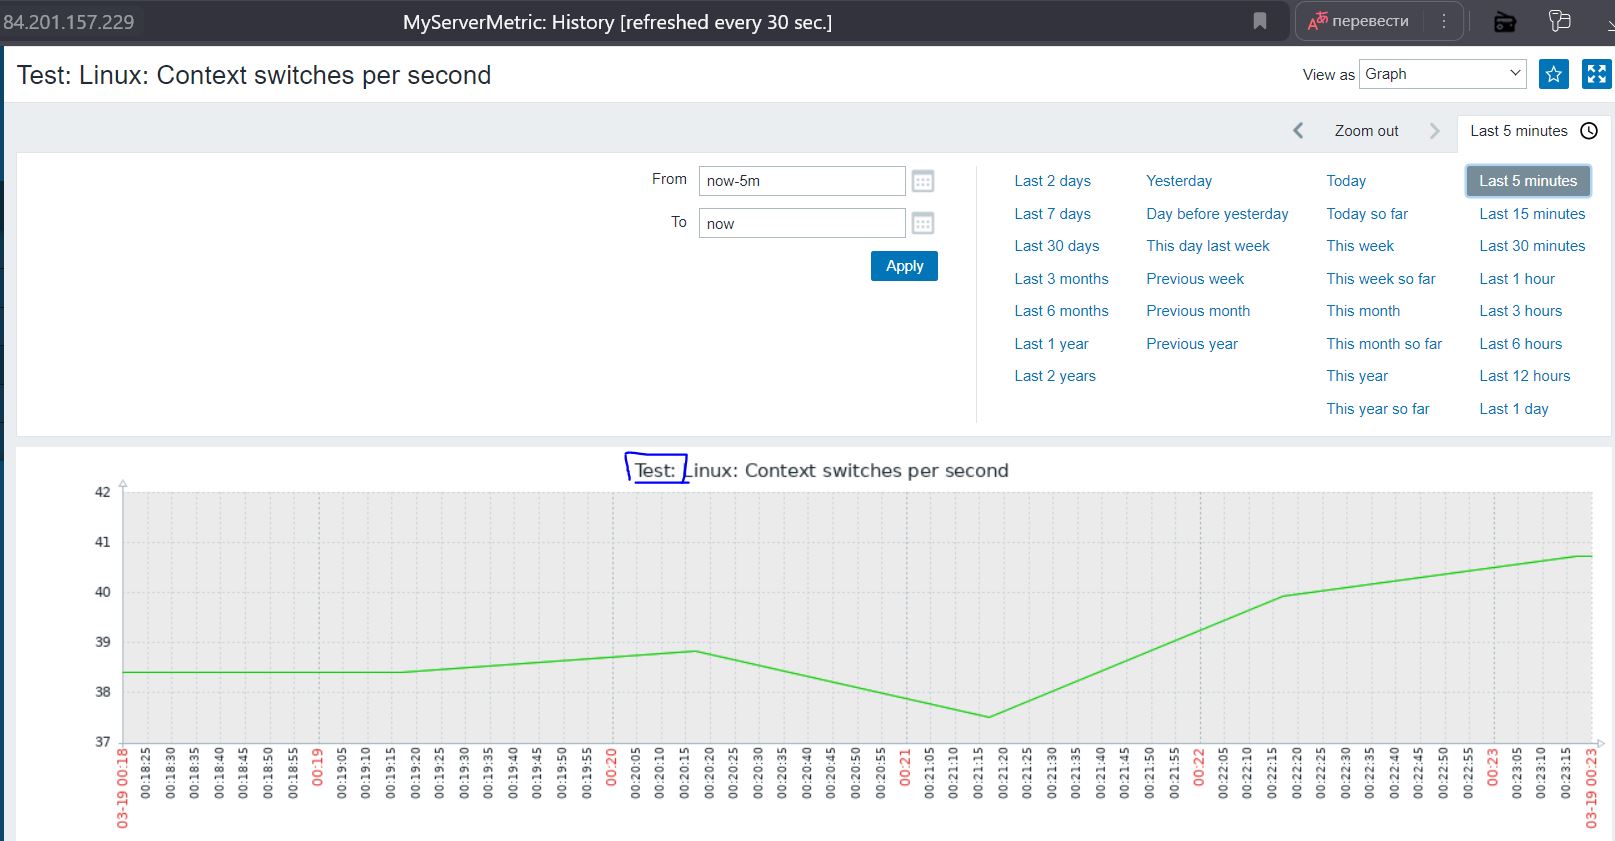 84.201.157.229
MyServerMetric: History [refreshed every 30 sec.]
перевести
Test: Linux: Context switches per second
View as Graph
Zoom out
Last 5 minutes
From now-5m
To now
Apply
Last 2 days Yesterday Today Last 5 minutes
Last 7 days Day before yesterday Today so far Last 15 minutes
Last 30 days This day last week This week Last 30 minutes
Last 3 months Previous week This week so far Last 1 hour
Last 6 months Previous month This month Last 3 hours
Last 1 year Previous year This month so far Last 6 hours
Last 2 years This year Last 12 hours
This year so far Last 1 day
Test: Linux: Context switches per second
42
41
40
39
38
37
03-19 00:18 00:18:25 00:18:30 00:18:35 00:18:40 00:18:45 00:18:50 00:18:55 00:19 00:19:05 00:19:10 00:19:15 00:19:20 00:19:25 00:19:30 00:19:35 00:19:40 00:19:45 00:19:50 00:19:55 00:20 00:20:05 00:20:10 00:20:15 00:20:20 00:20:25 00:20:30 00:20:35 00:20:40 00:20:45 00:20:50 00:20:55 00:21 00:21:05 00:21:10 00:21:15 00:21:20 00:21:25 00:21:30 00:21:35 00:21:40 00:21:45 00:21:50 00:21:55 00:22 00:22:05 00:22:10 00:22:15 00:22:20 00:22:25 00:22:30 00:22:35 00:22:40 00:22:45 00:22:50 00:22:55 00:23 00:23:05 00:23:10 00:23:15 03-19 00:23